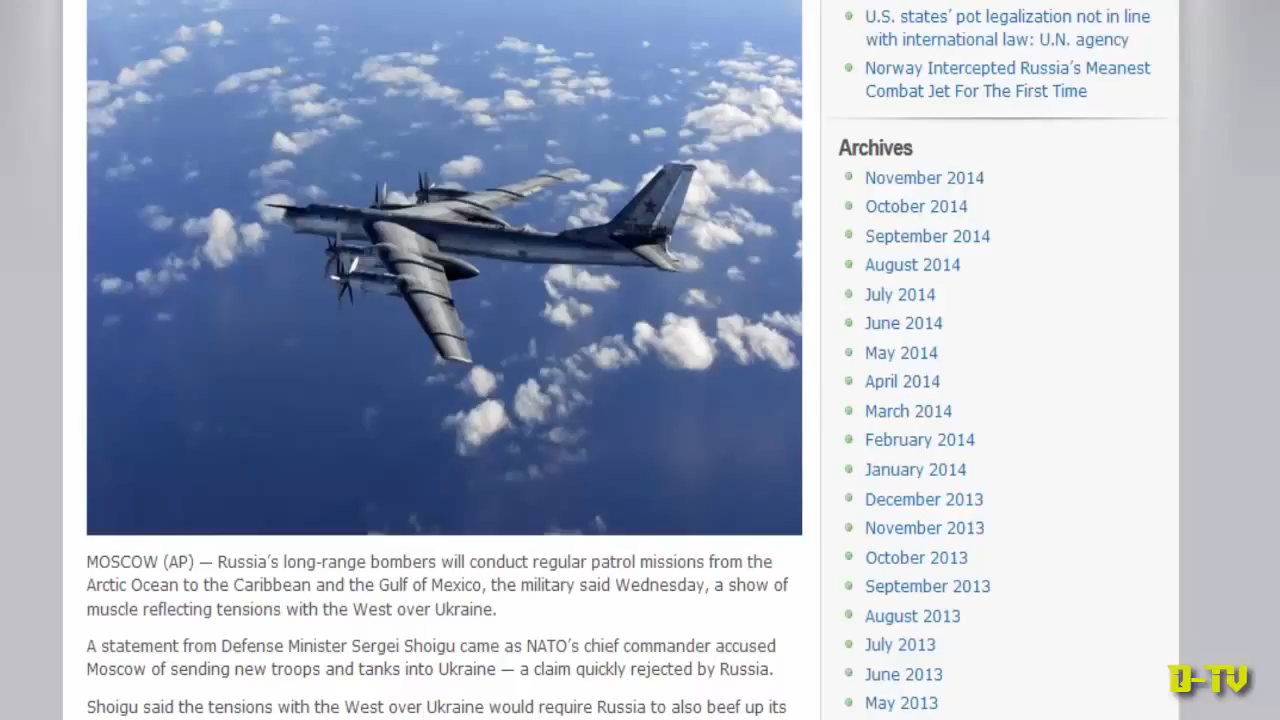 U.S. states’ pot legalization not in line
with international law: U.N. agency
Norway Intercepted Russia’s Meanest
Combat Jet For The First Time
Archives
November 2014
October 2014
September 2014
August 2014
July 2014
June 2014
May 2014
April 2014
March 2014
February 2014
January 2014
December 2013
November 2013
October 2013
September 2013
August 2013
July 2013
June 2013
May 2013
MOSCOW (AP) — Russia’s long-range bombers will conduct regular patrol missions from the
Arctic Ocean to the Caribbean and the Gulf of Mexico, the military said Wednesday, a show of
muscle reflecting tensions with the West over Ukraine.
A statement from Defense Minister Sergei Shoigu came as NATO’s chief commander accused
Moscow of sending new troops and tanks into Ukraine — a claim quickly rejected by Russia.
Shoigu said the tensions with the West over Ukraine would require Russia to also beef up its